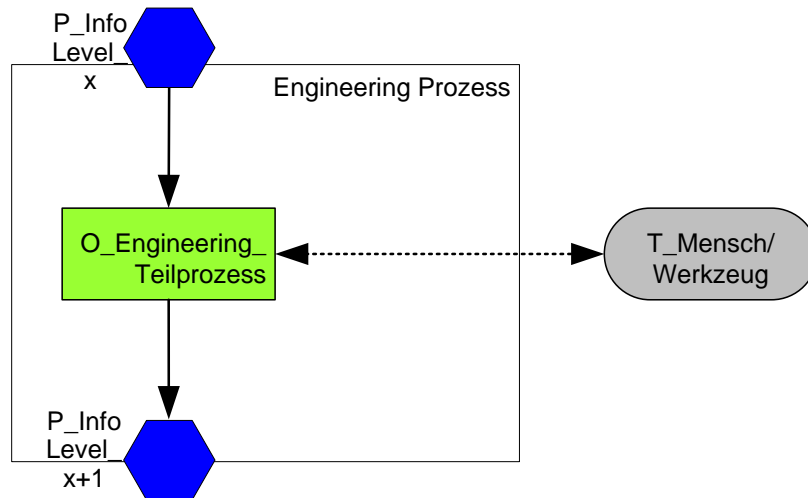 P_Info
Level_
x
Engineering Prozess
O_Engineering_
Teilprozess
T_Mensch/
Werkzeug
P_Info
Level_
x+1